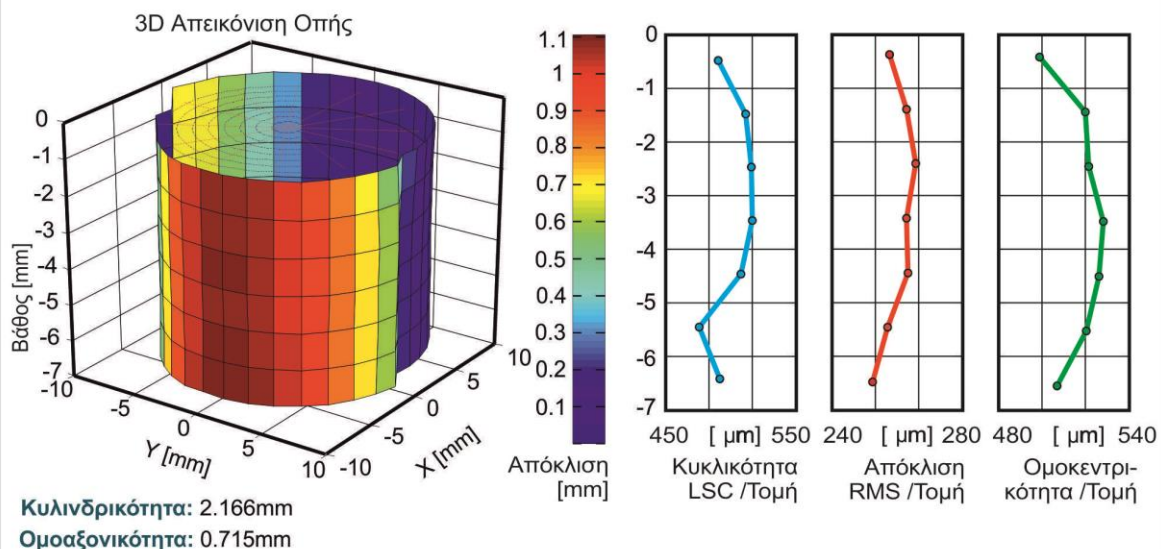 3D Απεικόνιση Οπής
0
-1
-2
-3
-4
-5
-6
-7
Βάθος [mm]
-10
-5
0
5
10
Y [mm]
-10
-5
0
5
10
X [mm]
1.1
1
0.9
0.8
0.7
0.6
0.5
0.4
0.3
0.2
0.1
Απόκλιση
[mm]
0
-1
-2
-3
-4
-5
-6
-7
450 [ μm] 550
Κυκλικότητα
LSC /Τομή
240 [ μm] 280
Απόκλιση
RMS /Τομή
480 [ μm] 540
Ομοκεντρι-
κότητα /Τομή
Κυλινδρικότητα: 2.166mm
Ομοαξονικότητα: 0.715mm